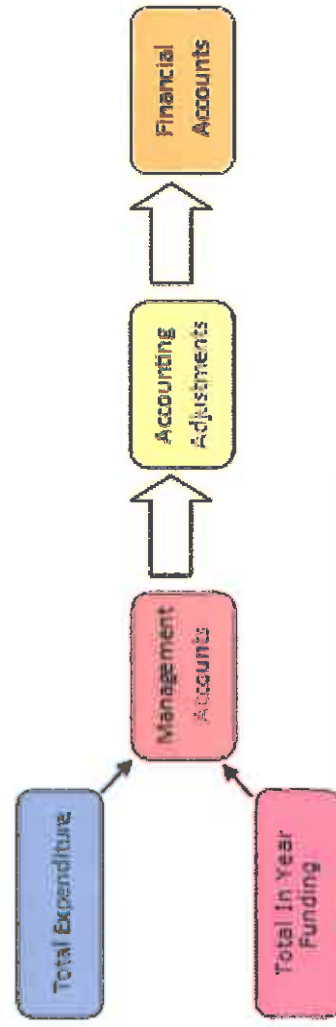 Total Expenditure
Total In Year
Funding
Management
Accounts
Accounting
Adjustments
Financial
Accounts